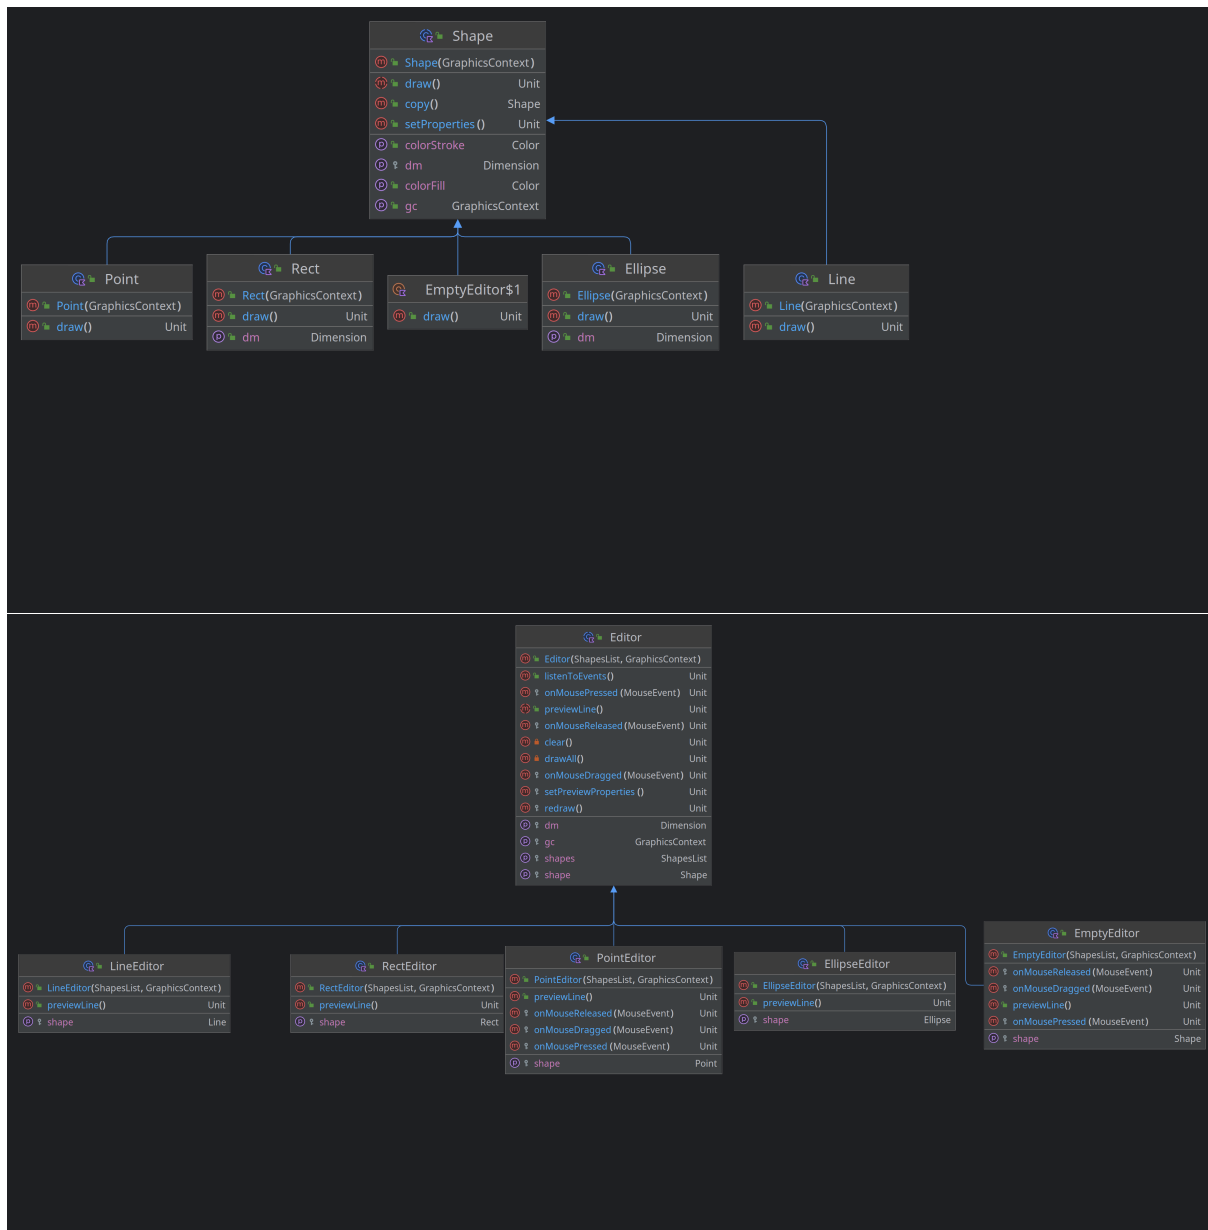 Shape
Shape(GraphicsContext)
draw() Unit
copy() Shape
setProperties() Unit
colorStroke Color
dm Dimension
colorFill Color
gc GraphicsContext
Point
Point(GraphicsContext)
draw() Unit
Rect
Rect(GraphicsContext)
draw() Unit
dm Dimension
EmptyEditor$1
draw() Unit
Ellipse
Ellipse(GraphicsContext)
draw() Unit
dm Dimension
Line
Line(GraphicsContext)
draw() Unit
Editor
Editor(ShapesList, GraphicsContext)
listenToEvents() Unit
onMousePressed(MouseEvent) Unit
previewLine() Unit
onMouseReleased(MouseEvent) Unit
clear() Unit
drawAll() Unit
onMouseDragged(MouseEvent) Unit
setPreviewProperties() Unit
redraw() Unit
dm Dimension
gc GraphicsContext
shapes ShapesList
shape Shape
LineEditor
LineEditor(ShapesList, GraphicsContext)
previewLine() Unit
shape Line
RectEditor
RectEditor(ShapesList, GraphicsContext)
previewLine() Unit
shape Rect
PointEditor
PointEditor(ShapesList, GraphicsContext)
previewLine() Unit
onMouseReleased(MouseEvent) Unit
onMouseDragged(MouseEvent) Unit
onMousePressed(MouseEvent) Unit
shape Point
EllipseEditor
EllipseEditor(ShapesList, GraphicsContext)
previewLine() Unit
shape Ellipse
EmptyEditor
EmptyEditor(ShapesList, GraphicsContext)
onMouseReleased(MouseEvent) Unit
onMouseDragged(MouseEvent) Unit
previewLine() Unit
onMousePressed(MouseEvent) Unit
shape Shape